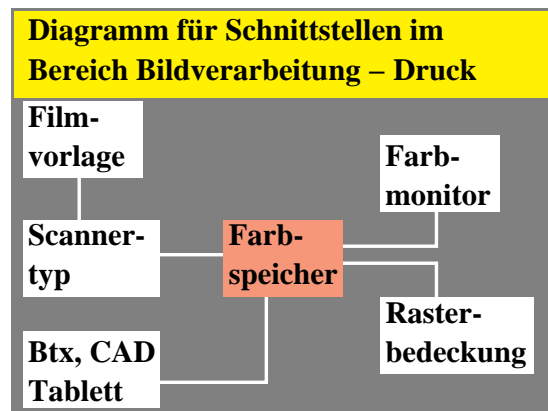 Diagramm für Schnittstellen im
Bereich Bildverarbeitung – Druck
Film-
vorlage
Farb-
monitor
Scanner-
typ
Farb-
speicher
Raster-
bedeckung
Btx, CAD
Tablett